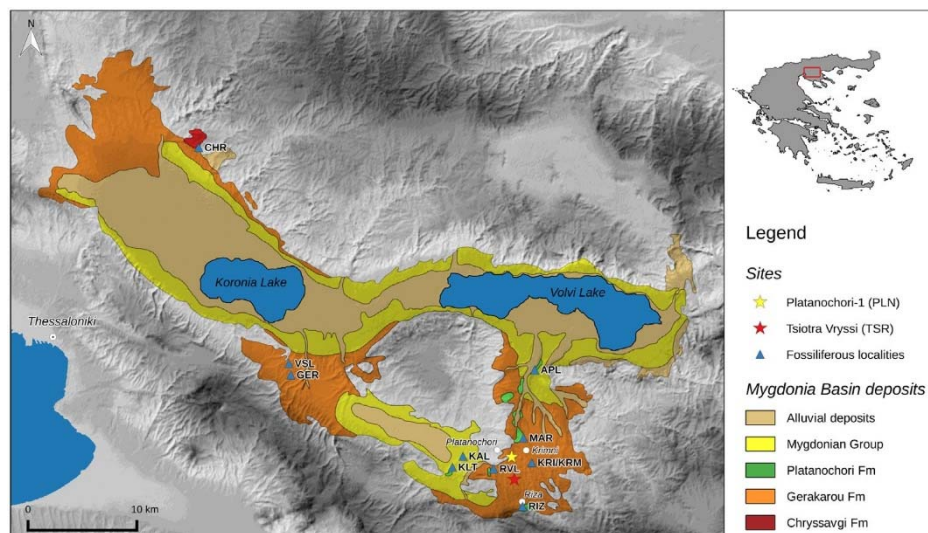 N
CHR
Koronia Lake
Volvi Lake
Thessaloniki
VSL
GER
APL
Platanochori
MAR
Krimni
KAL
KLT
RVL
KRI/KRM
Riza
RIZ
0
10 km
Legend
Sites
Platanochori-1 (PLN)
Tsiotra Vryssi (TSR)
Fossiliferous localities
Mygdonia Basin deposits
Alluvial deposits
Mygdonian Group
Platanochori Fm
Gerakarou Fm
Chryssavgi Fm